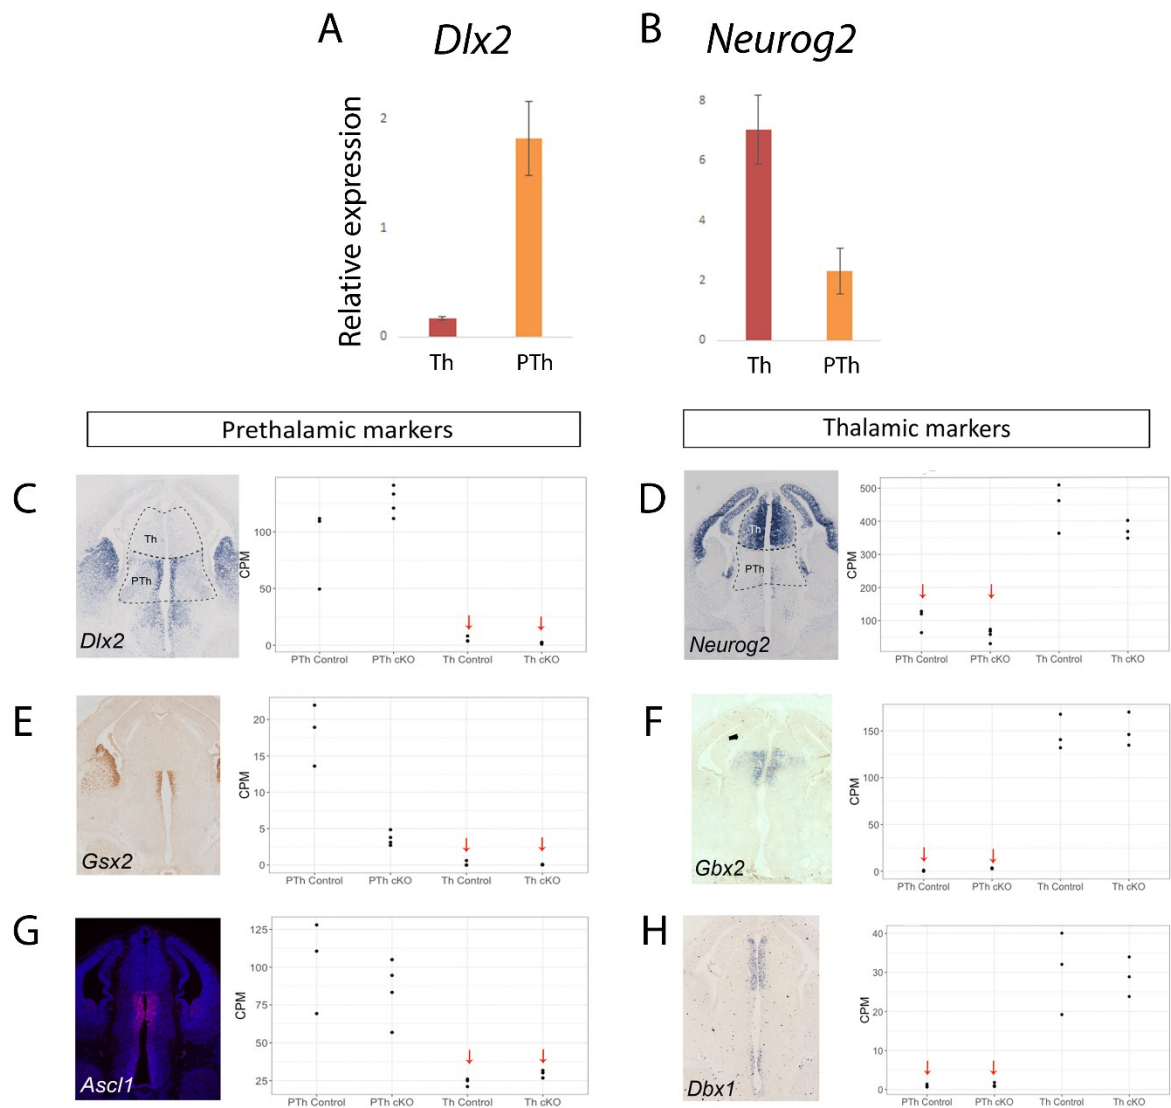 A
Dlx2
B
Neurog2
Relative expression
2
1
0
Th
PTh
8
6
4
2
0
Th
PTh
Prethalamic markers
Thalamic markers
C
Th
PTh
Dlx2
CPM
100
50
0
PTh Control PTh cKO Th Control Th cKO
D
Th
PTh
Neurog2
CPM
500
400
300
200
100
PTh Control PTh cKO Th Control Th cKO
E
Gsx2
CPM
20
15
10
5
0
PTh Control PTh cKO Th Control Th cKO
F
Gbx2
CPM
150
100
50
0
PTh Control PTh cKO Th Control Th cKO
G
Ascl1
CPM
125
100
75
50
25
PTh Control PTh cKO Th Control Th cKO
H
Dbx1
CPM
40
30
20
10
0
PTh Control PTh cKO Th Control Th cKO